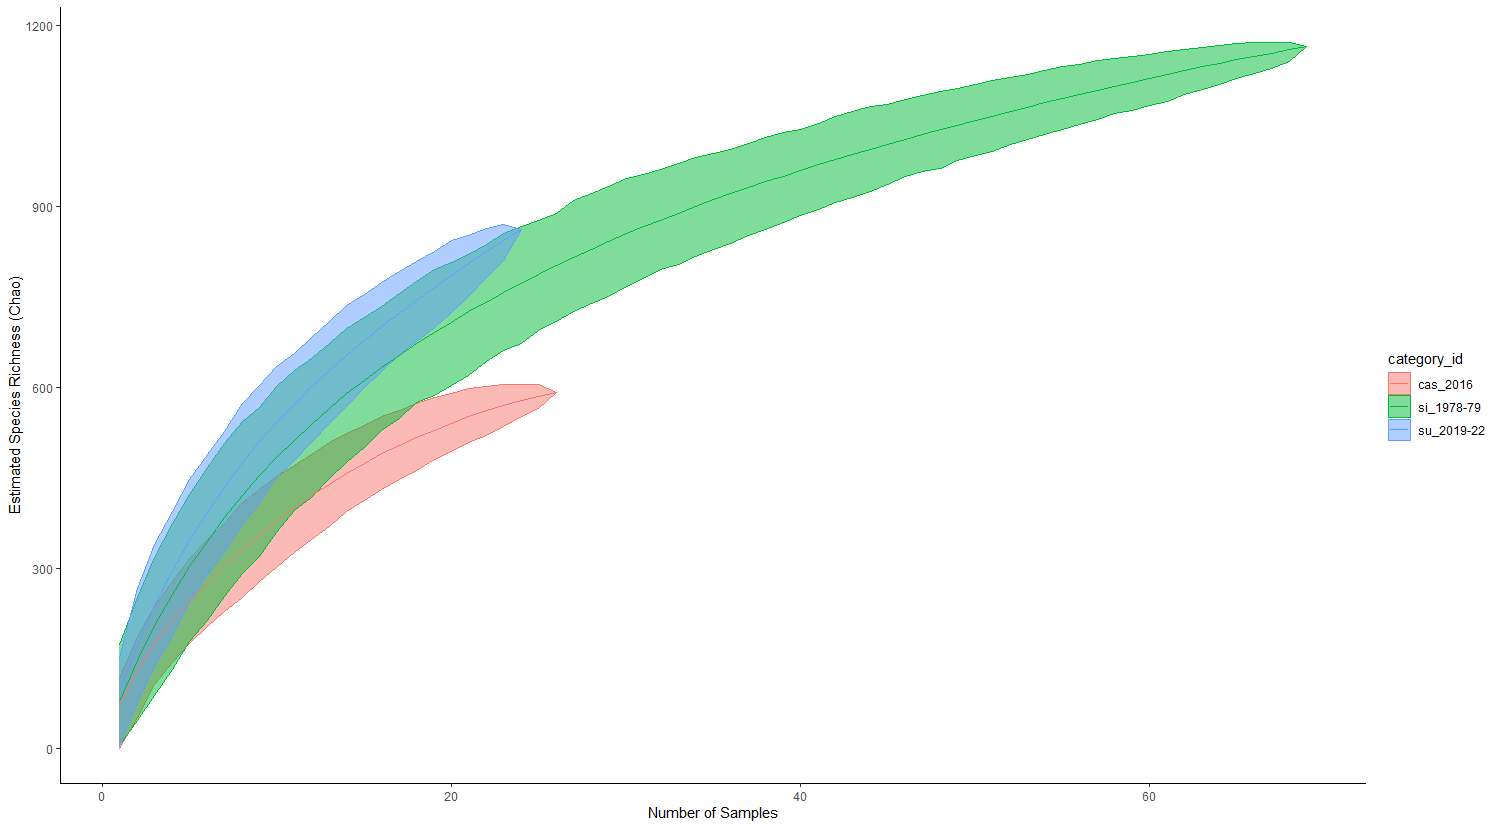 1200
900
600
300
0
Estimated Species Richness (Chao)
0
20
40
60
Number of Samples
category_id
cas_2016
si_1978-79
su_2019-22